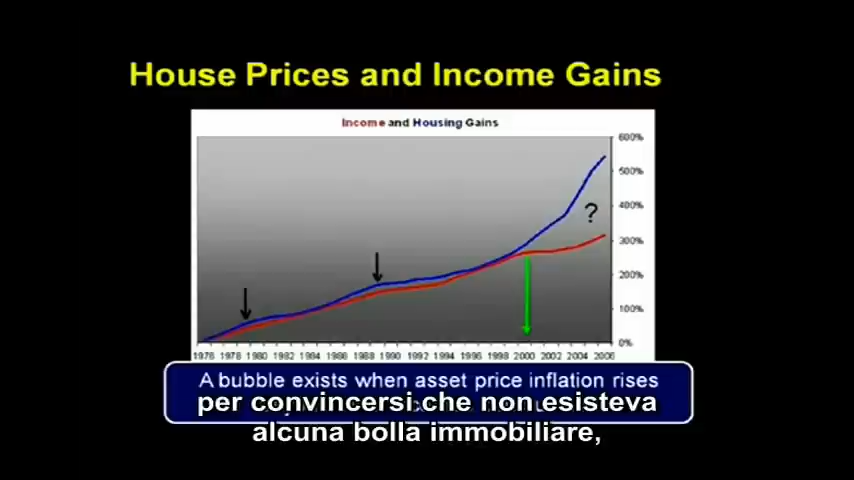 House Prices and Income Gains
Income and Housing Gains
600%
500%
400%
?
300%
200%
100%
0%
1976 1978 1980 1982 1984 1986 1988 1990 1992 1994 1996 1998 2000 2002 2004 2006
A bubble exists when asset price inflation rises
per convincersi che non esisteva
alcuna bolla immobiliare,